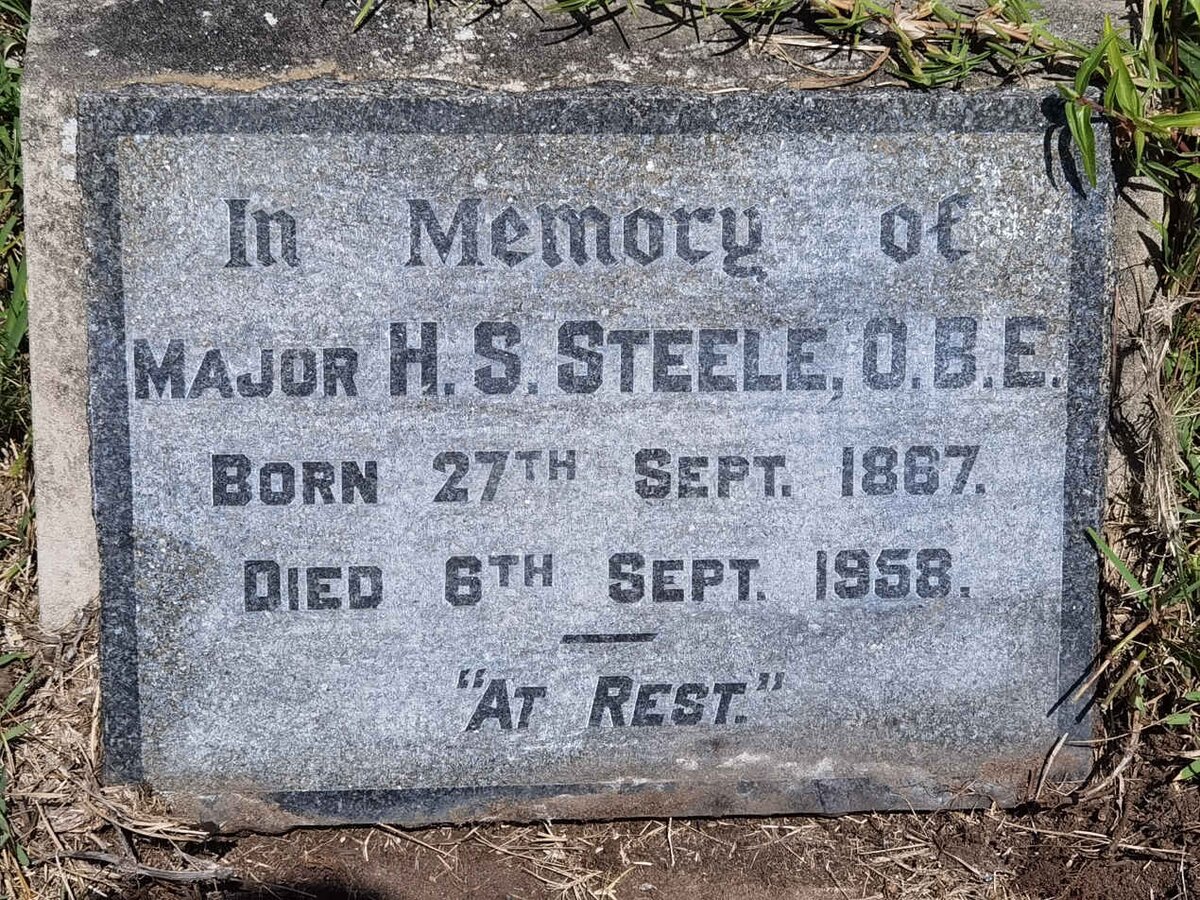 In Memory of
Major H. S. Steele, O.B.E.
Born 27th Sept. 1867.
Died 6th Sept. 1958.
"At Rest."